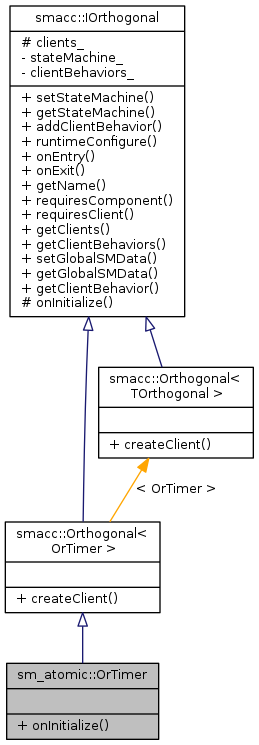 smacc::IOrthogonal
# clients_
- stateMachine_
- clientBehaviors_
+ setStateMachine()
+ getStateMachine()
+ addClientBehavior()
+ runtimeConfigure()
+ onEntry()
+ onExit()
+ getName()
+ requiresComponent()
+ requiresClient()
+ getClients()
+ getClientBehaviors()
+ setGlobalSMData()
+ getGlobalSMData()
+ getClientBehavior()
# onInitialize()
smacc::Orthogonal<
TOrthogonal >
+ createClient()
< OrTimer >
smacc::Orthogonal<
OrTimer >
+ createClient()
sm_atomic::OrTimer
+ onInitialize()